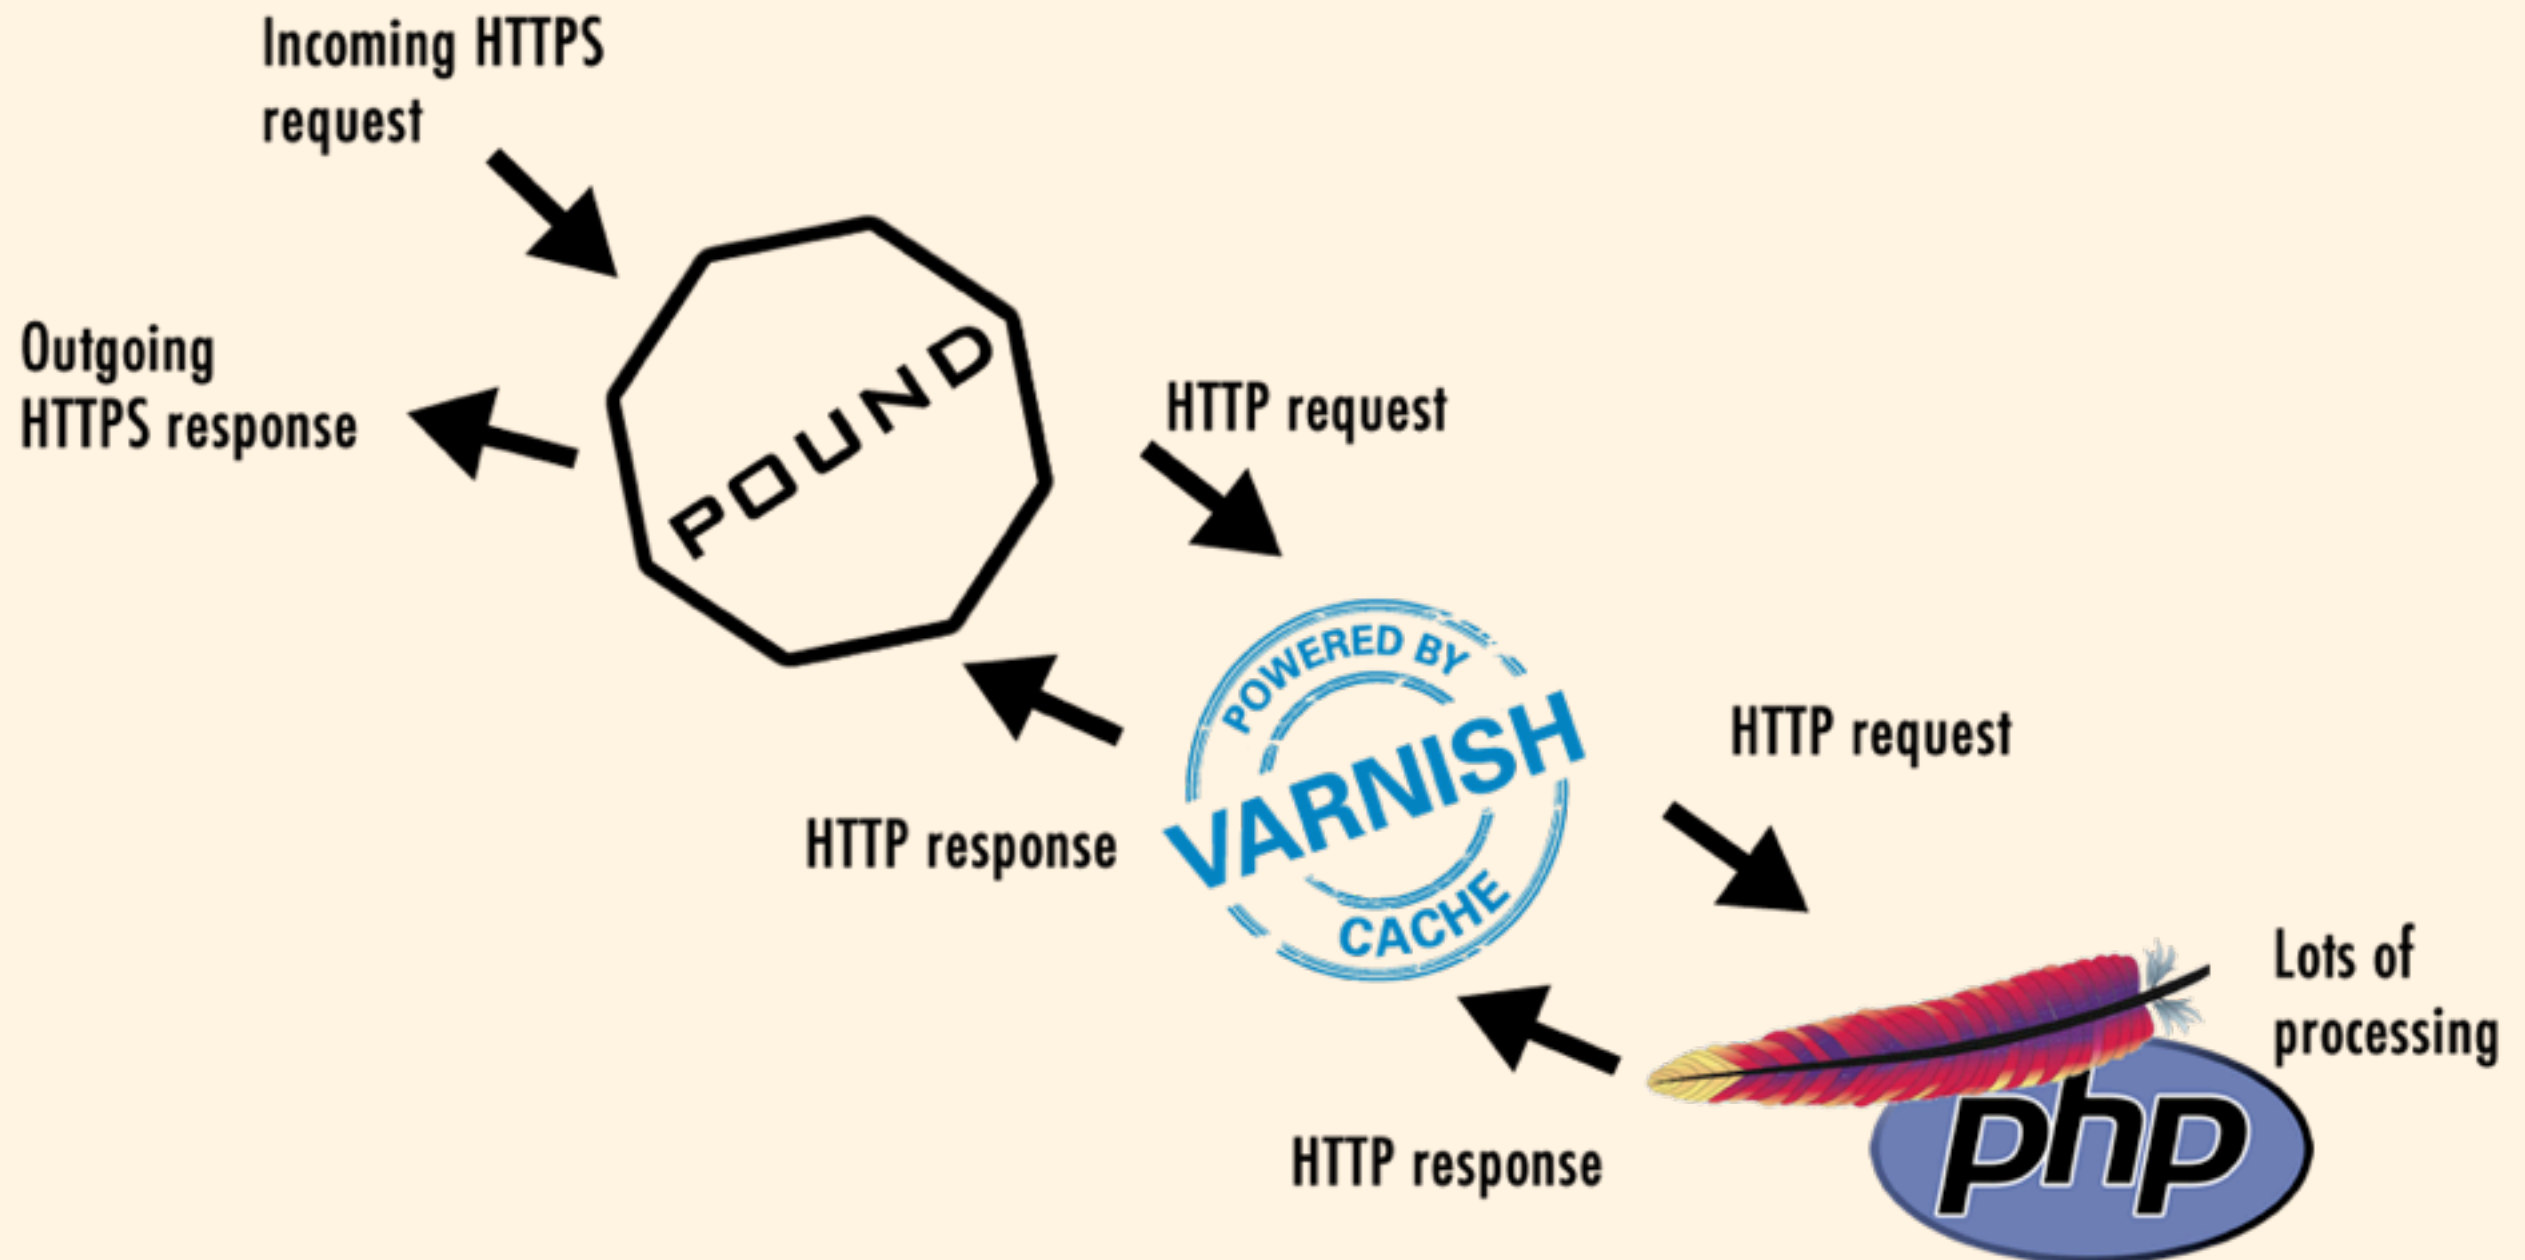 Incoming HTTPS
request
Outgoing
HTTPS response
POUND
HTTP request
POWERED BY
VARNISH
CACHE
HTTP response
HTTP request
Lots of
processing
php
HTTP response